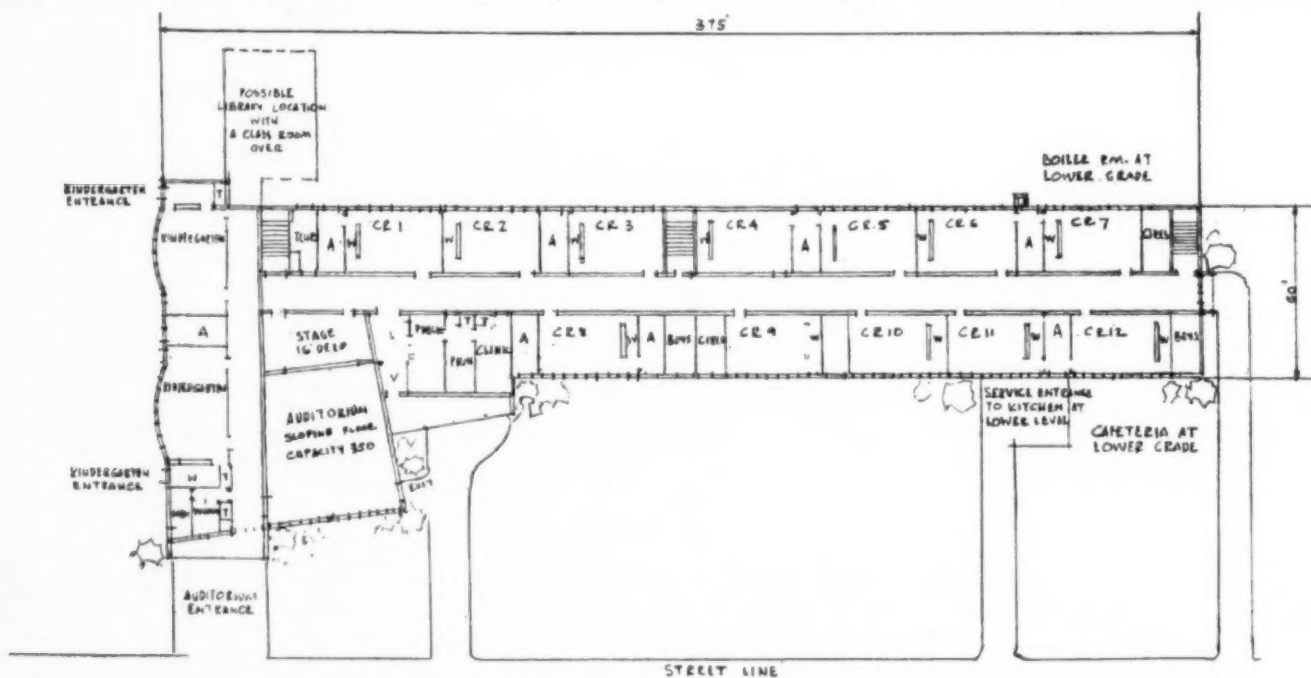 375'
POSSIBLE
LIBRARY LOCATION
WITH
A CLASS ROOM
OVER
BOILER RM. AT
LOWER GRADE
KINDERGARTEN
ENTRANCE
T
KINDERGARTEN
A
W
CR 1
CR 2
W
A
W
CR 3
W
CR 4
A
CR.5
W
CR 6
A
W
CR 7
GIRLS
60'
A
STAGE
16' DEEP
PUBLIC
T
T
PRIN
CLINIC
A
CR 8
W
A
BOYS
GIRLS
CR 9
W
CR 10
W
CR 11
W
A
CR 12
W
BOYS
KINDERGARTEN
AUDITORIUM
SLOPING FLOOR
CAPACITY 350
SERVICE ENTRANCE
TO KITCHEN AT
LOWER LEVEL
CAFETERIA AT
LOWER GRADE
KINDERGARTEN
ENTRANCE
W
T
T
EXIT
AUDITORIUM
ENTRANCE
STREET LINE